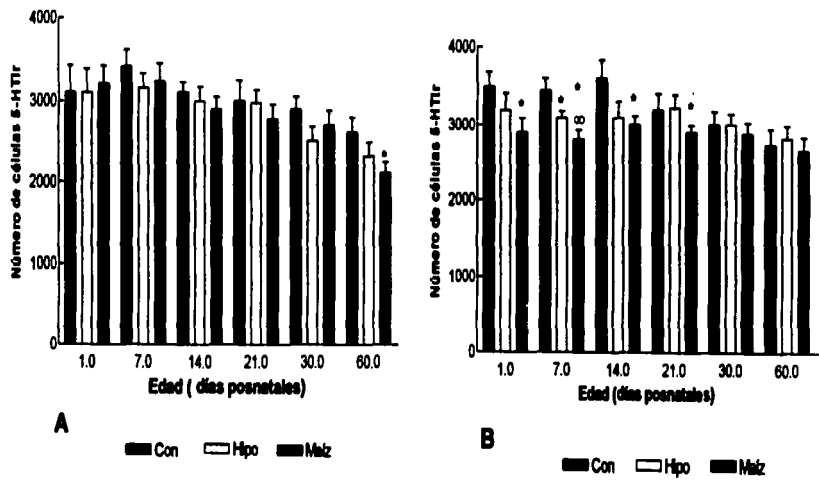 4000
3000
2000
1000
0
Número de células 5-HTir
*
1.0 7.0 14.0 21.0 30.0 60.0
Edad ( días posnatales)
A
Con Hipo Maíz
4000
3000
2000
1000
0
Número de células 5-HTir
* * * ∞ * *
1.0 7.0 14.0 21.0 30.0 60.0
Edad (días posnatales)
B
Con Hipo Maíz